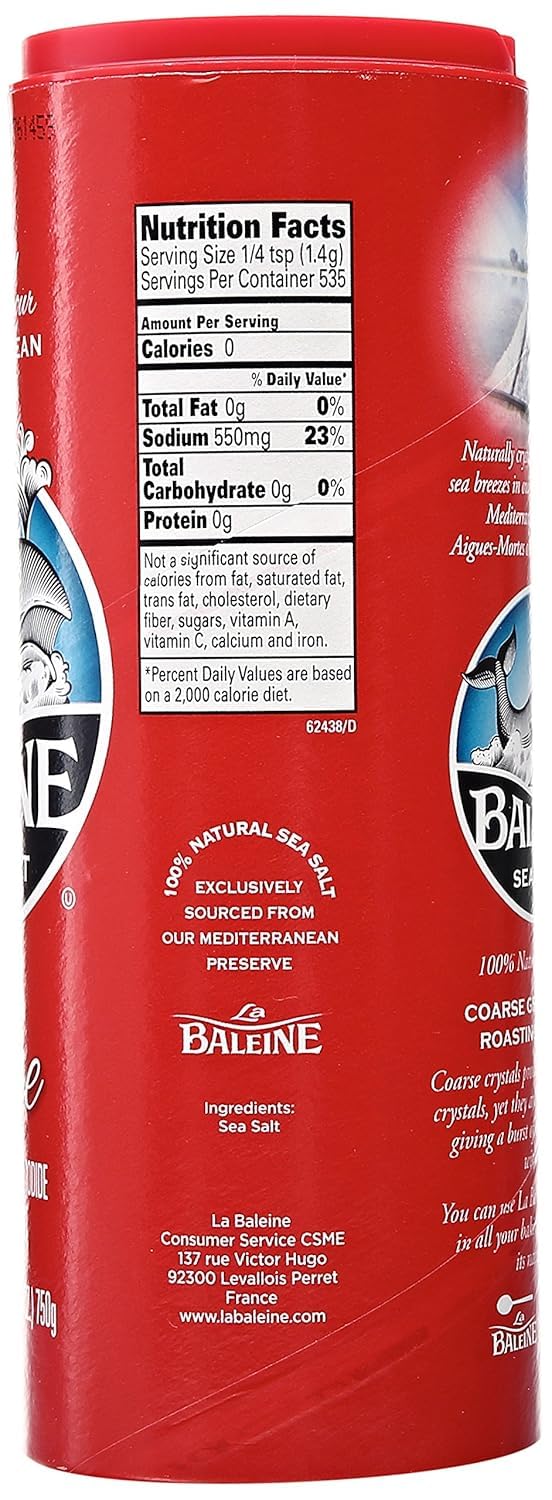 Nutrition Facts
Serving Size 1/4 tsp (1.4g)
Servings Per Container 535
Amount Per Serving
Calories 0
% Daily Value*
Total Fat 0g 0%
Sodium 550mg 23%
Total
Carbohydrate 0g 0%
Protein 0g
Not a significant source of
calories from fat, saturated fat,
trans fat, cholesterol, dietary
fiber, sugars, vitamin A,
vitamin C, calcium and iron.
*Percent Daily Values are based
on a 2,000 calorie diet.
62438/D
100% NATURAL SEA SALT
EXCLUSIVELY
SOURCED FROM
OUR MEDITERRANEAN
PRESERVE
La
BALEINE
Ingredients:
Sea Salt
La Baleine
Consumer Service CSME
137 rue Victor Hugo
92300 Levallois Perret
France
www.labaleine.com
750g
Naturally
sea breezes in
Aigues-Mortes
SEA
100%
COARSE
Coarse crystals
crystals, yet they
giving a burst
You can use La
in all your
its
La
BALEINE